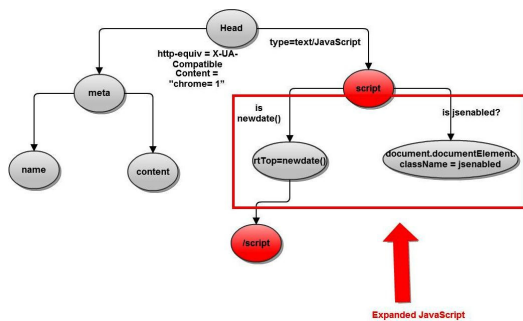 Head
http-equiv = X-UA-
Compatible
Content =
"chrome= 1"
type=text/JavaScript
meta
script
is
newdate()
is jsenabled?
name
content
rtTop=newdate()
document.documentElement.
className = jsenabled
/script
Expanded JavaScript